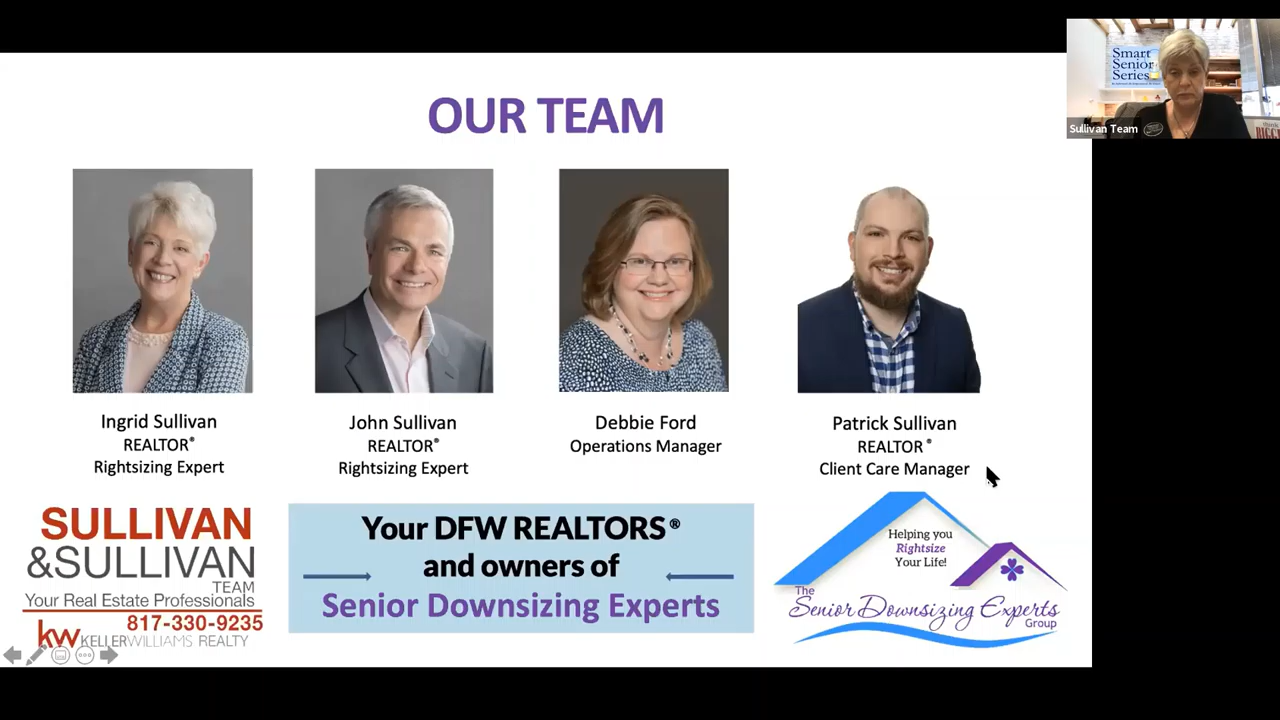 OUR TEAM
Smart
Senior
Series
Sullivan Team
think
BIGG
Ingrid Sullivan
REALTOR®
Rightsizing Expert
John Sullivan
REALTOR®
Rightsizing Expert
Debbie Ford
Operations Manager
Patrick Sullivan
REALTOR ®
Client Care Manager
SULLIVAN
&SULLIVAN
TEAM
Your Real Estate Professionals
817-330-9235
kw KELLERWILLIAMS REALTY
Your DFW REALTORS®
and owners of
Senior Downsizing Experts
Helping you
Rightsize
Your Life!
The
Senior Downsizing Experts
Group